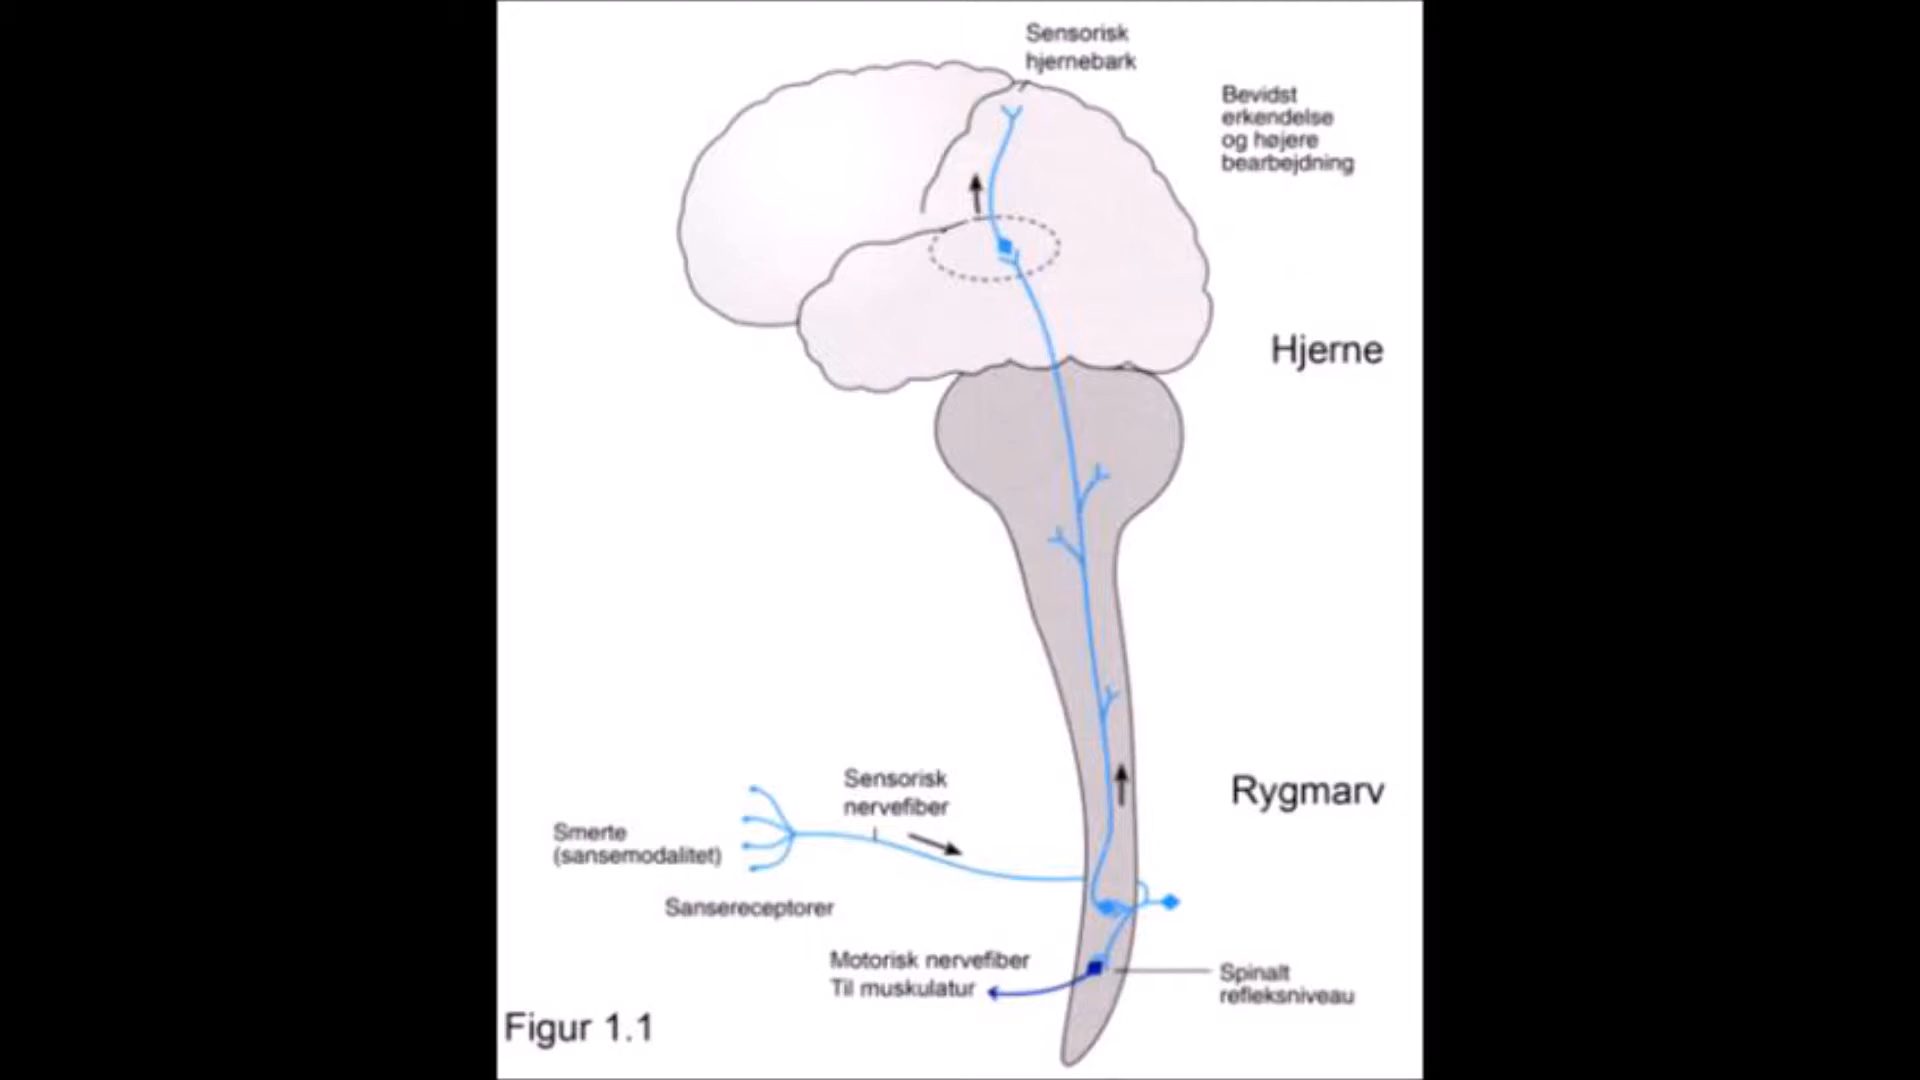 Sensorisk
hjernebark
Bevidst
erkendelse
og højere
bearbejdning
Hjerne
Rygmarv
Sensorisk
nervefiber
Smerte
(sansemodalitet)
Sansereceptorer
Motorisk nervefiber
Til muskulatur
Spinalt
refleksniveau
Figur 1.1